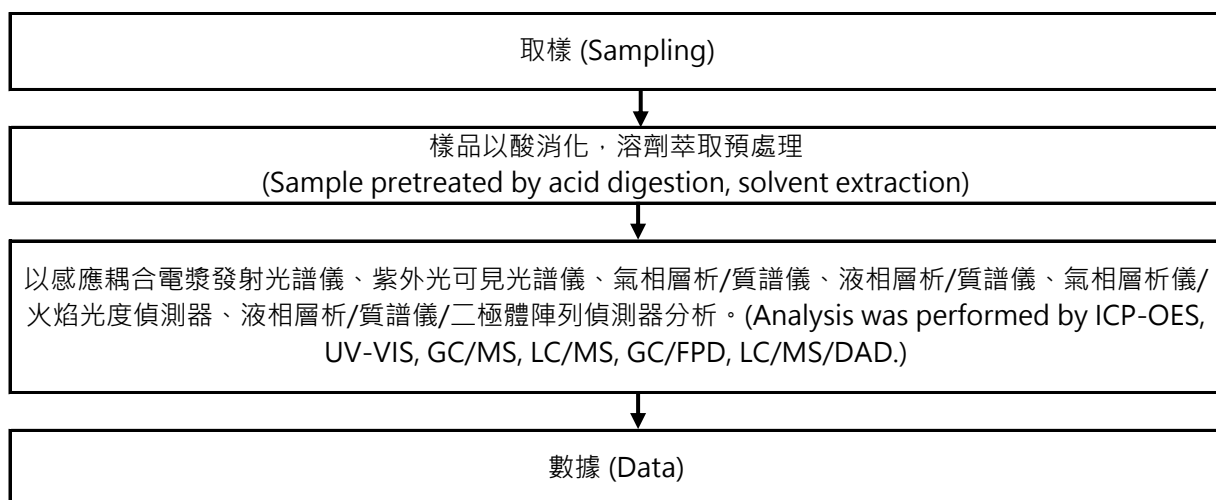 取樣 (Sampling)
樣品以酸消化，溶劑萃取預處理
(Sample pretreated by acid digestion, solvent extraction)
以感應耦合電漿發射光譜儀、紫外光可見光譜儀、氣相層析/質譜儀、液相層析/質譜儀、氣相層析儀/
火焰光度偵測器、液相層析/質譜儀/二極體陣列偵測器分析。(Analysis was performed by ICP-OES,
UV-VIS, GC/MS, LC/MS, GC/FPD, LC/MS/DAD.)
數據 (Data)